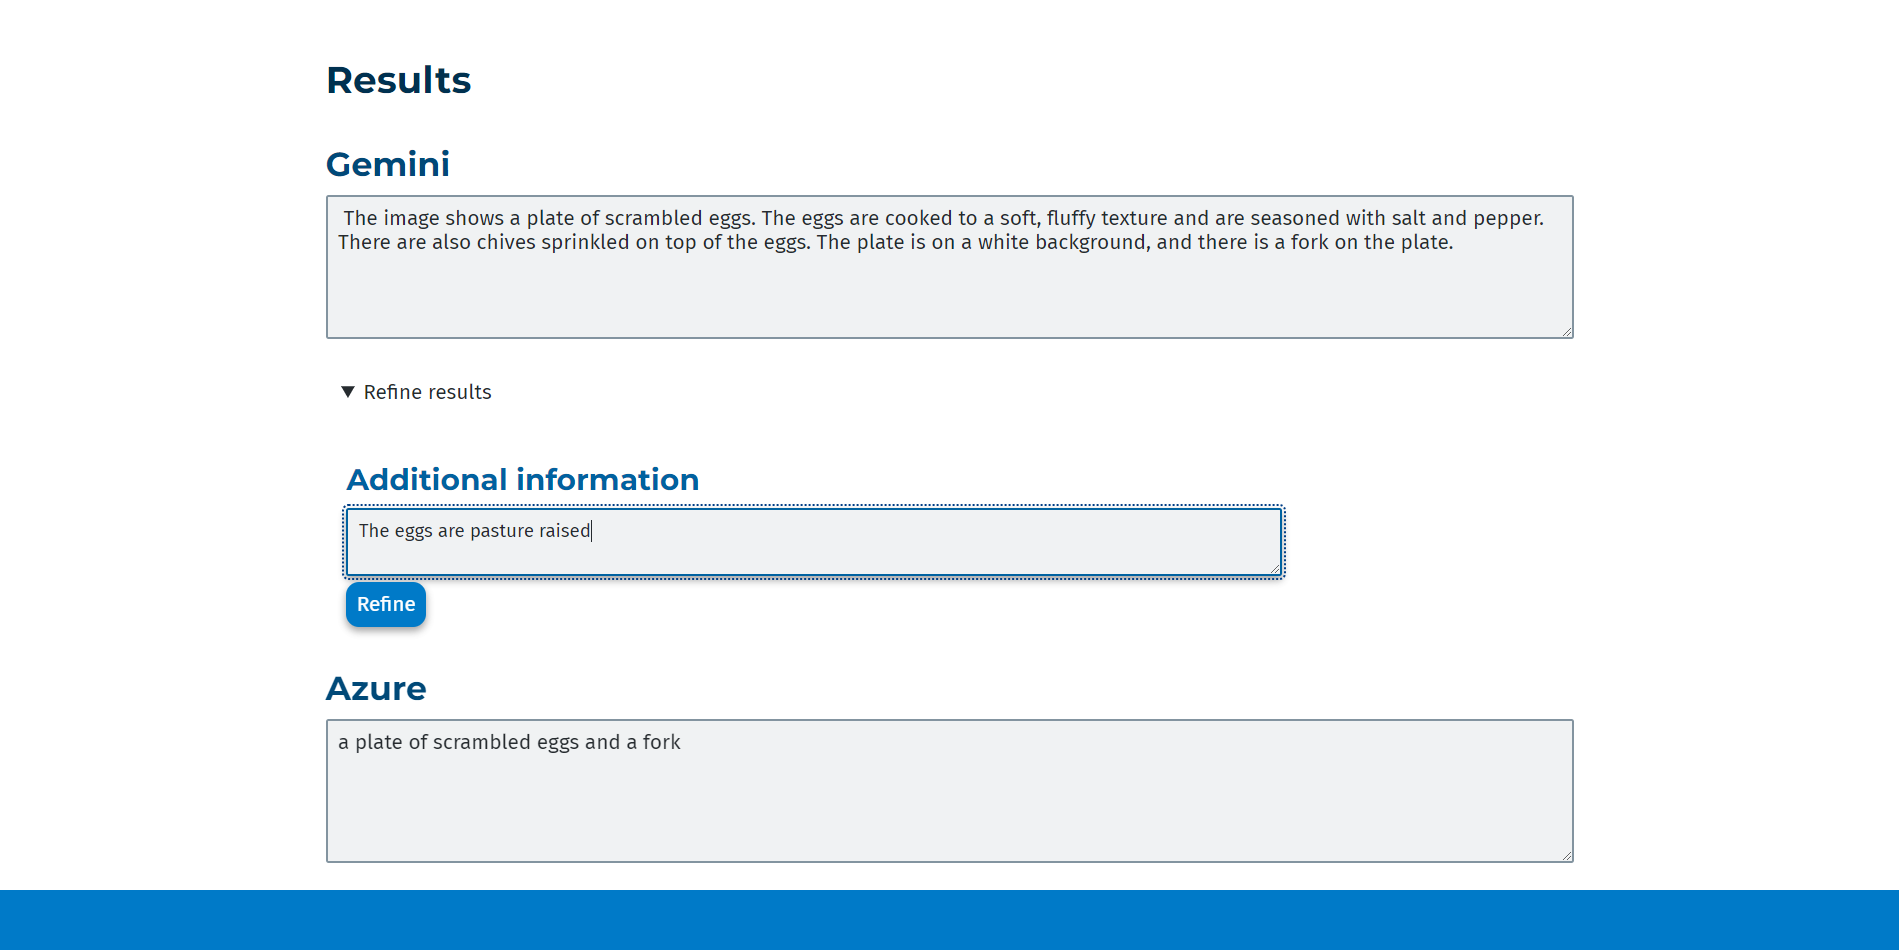 Results
Gemini
The image shows a plate of scrambled eggs. The eggs are cooked to a soft, fluffy texture and are seasoned with salt and pepper.
There are also chives sprinkled on top of the eggs. The plate is on a white background, and there is a fork on the plate.
Refine results
Additional information
The eggs are pasture raised
Refine
Azure
a plate of scrambled eggs and a fork